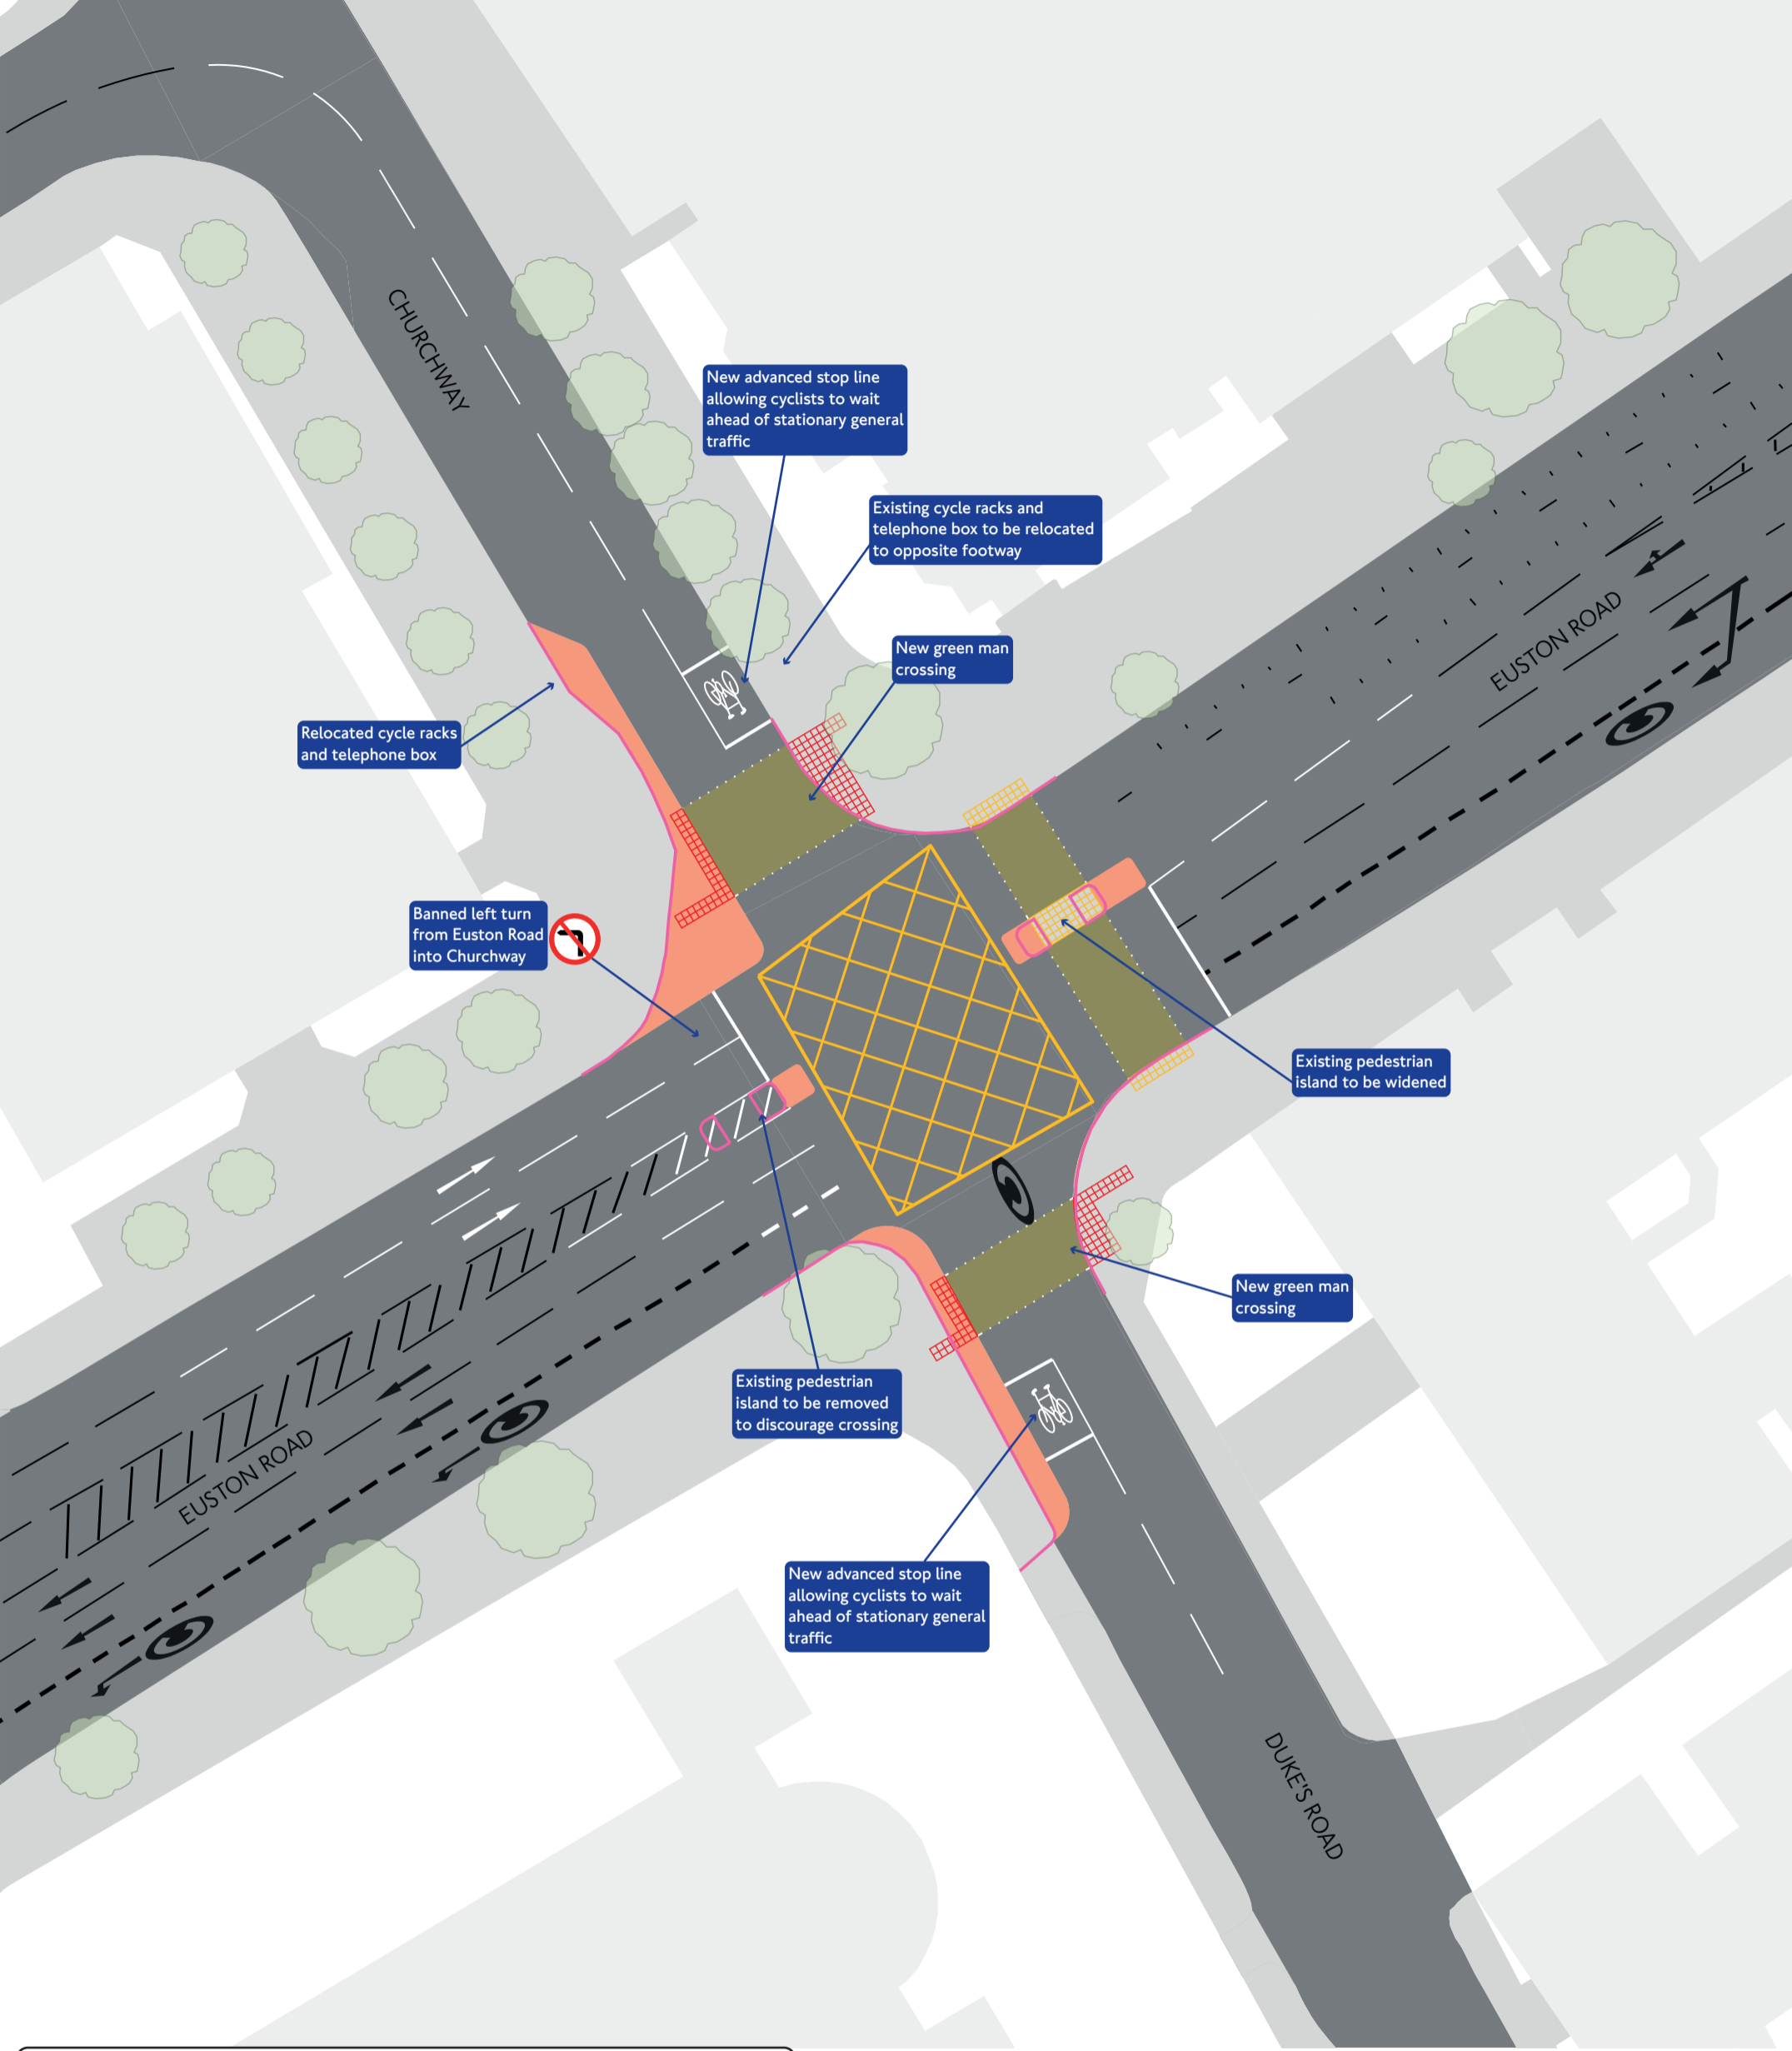 CHURCHWAY
New advanced stop line
allowing cyclists to wait
ahead of stationary general
traffic
Existing cycle racks and
telephone box to be relocated
to opposite footway
EUSTON ROAD
New green man
crossing
Relocated cycle racks
and telephone box
Banned left turn
from Euston Road
into Churchway
Existing pedestrian
island to be widened
New green man
crossing
Existing pedestrian
island to be removed
to discourage crossing
EUSTON ROAD
New advanced stop line
allowing cyclists to wait
ahead of stationary general
traffic
DUKE'S ROAD